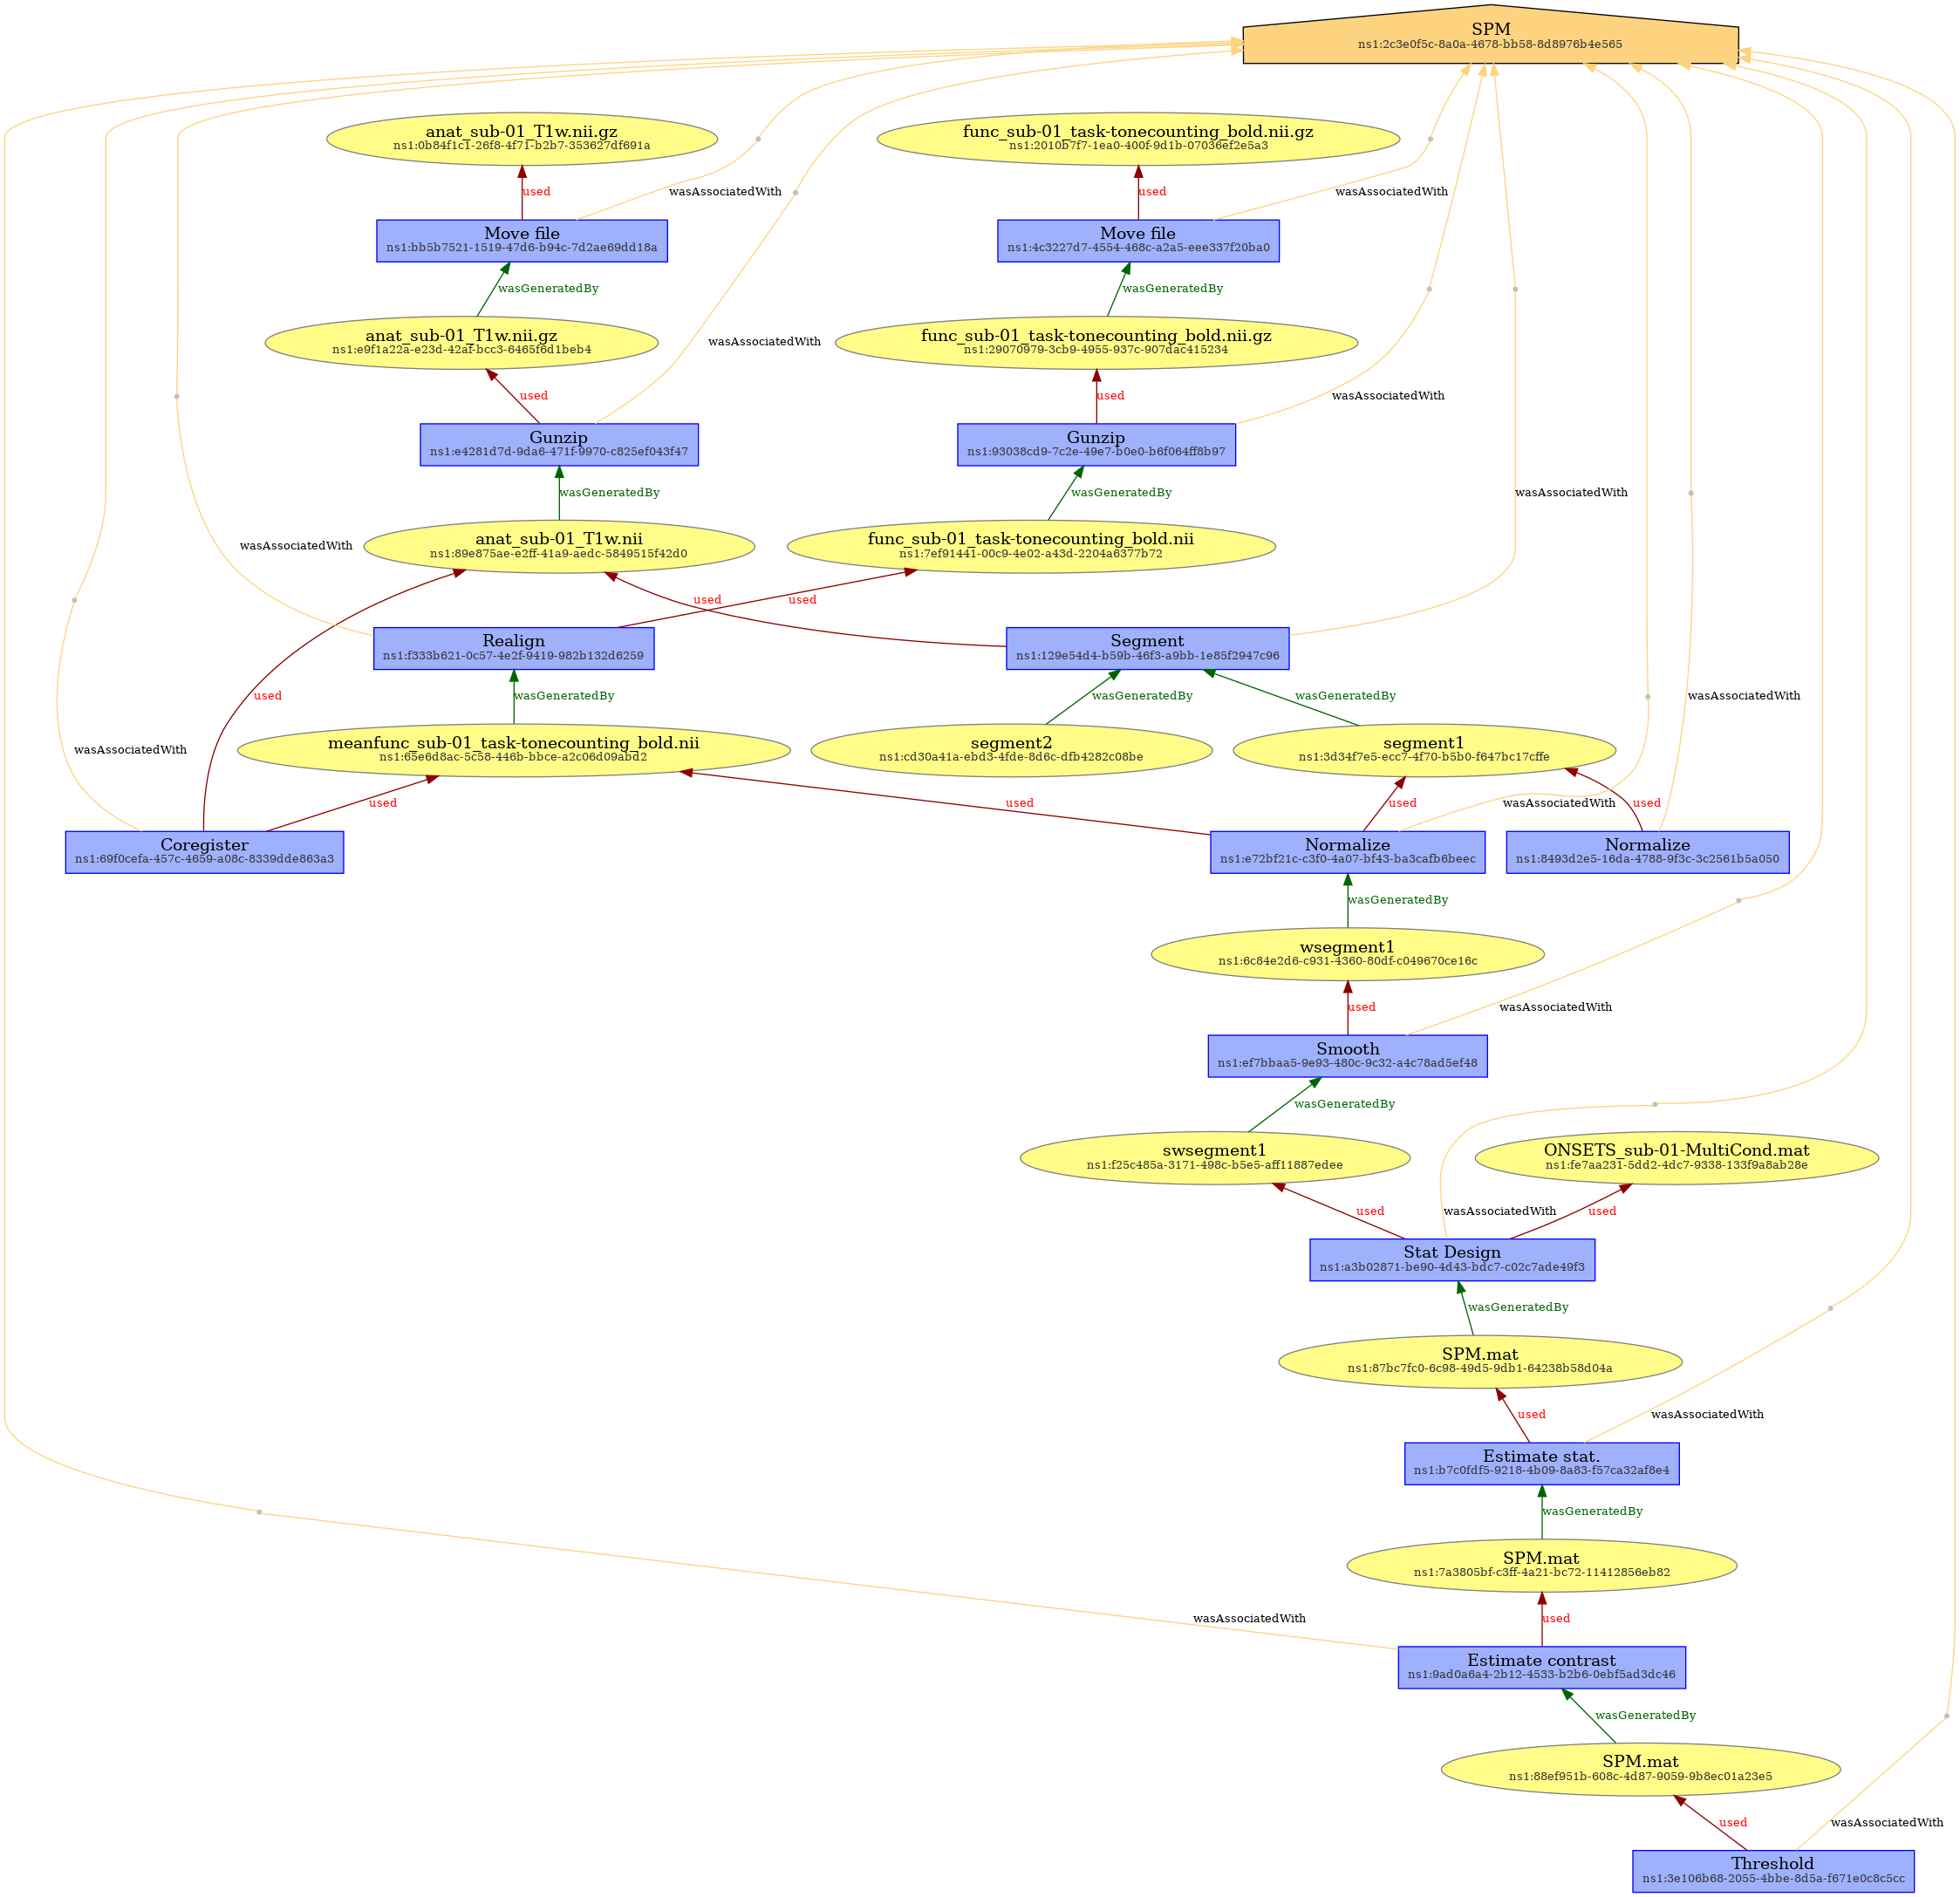 SPM
ns1:2c3e0f5c-8a0a-4678-bb58-8d8976b4e565
anat_sub-01_T1w.nii.gz
ns1:0b84f1c1-26f8-4f71-b2b7-353627df691a
func_sub-01_task-tonecounting_bold.nii.gz
ns1:2010b7f7-1ea0-400f-9d1b-07036ef2e5a3
used
wasAssociatedWith
used
wasAssociatedWith
Move file
ns1:bb5b7521-1519-47d6-b94c-7d2ae69dd18a
Move file
ns1:4c3227d7-4554-468c-a2a5-eee337f20ba0
wasGeneratedBy
wasGeneratedBy
anat_sub-01_T1w.nii.gz
ns1:e9f1a22a-e23d-42af-bcc3-6465f6d1beb4
wasAssociatedWith
func_sub-01_task-tonecounting_bold.nii.gz
ns1:29070979-3cb9-4955-937c-907dac415234
used
used
wasAssociatedWith
Gunzip
ns1:e4281d7d-9da6-471f-9970-c825ef043f47
Gunzip
ns1:93038cd9-7c2e-49e7-b0e0-b6f064ff8b97
wasGeneratedBy
wasGeneratedBy
wasAssociatedWith
wasAssociatedWith
anat_sub-01_T1w.nii
ns1:89e875ae-e2ff-41a9-aedc-5849515f42d0
func_sub-01_task-tonecounting_bold.nii
ns1:7ef91441-00c9-4e02-a43d-2204a6377b72
used
used
Realign
ns1:f333b621-0c57-4e2f-9419-982b132d6259
Segment
ns1:129e54d4-b59b-46f3-a9bb-1e85f2947c96
used
wasGeneratedBy
wasGeneratedBy
wasGeneratedBy
wasAssociatedWith
wasAssociatedWith
meanfunc_sub-01_task-tonecounting_bold.nii
ns1:65e6d8ac-5c58-446b-bbce-a2c06d09abd2
segment2
ns1:cd30a41a-ebd3-4fde-8d6c-dfb4282c08be
segment1
ns1:3d34f7e5-ecc7-4f70-b5b0-f647bc17cffe
used
used
used
wasAssociatedWith
used
Coregister
ns1:69f0cefa-457c-4659-a08c-8339dde863a3
Normalize
ns1:e72bf21c-c3f0-4a07-bf43-ba3cafb6beec
Normalize
ns1:8493d2e5-16da-4788-9f3c-3c2561b5a050
wasGeneratedBy
wsegment1
ns1:6c84e2d6-c931-4360-80df-c049670ce16c
used
wasAssociatedWith
Smooth
ns1:ef7bbaa5-9e93-480c-9c32-a4c78ad5ef48
wasGeneratedBy
swsegment1
ns1:f25c485a-3171-498c-b5e5-aff11887edee
ONSETS_sub-01-MultiCond.mat
ns1:fe7aa231-5dd2-4dc7-9338-133f9a8ab28e
used
wasAssociatedWith
used
Stat Design
ns1:a3b02871-be90-4d43-bdc7-c02c7ade49f3
wasGeneratedBy
SPM.mat
ns1:87bc7fc0-6c98-49d5-9db1-64238b58d04a
used
wasAssociatedWith
Estimate stat.
ns1:b7c0fdf5-9218-4b09-8a83-f57ca32af8e4
wasGeneratedBy
SPM.mat
ns1:7a3805bf-c3ff-4a21-bc72-11412856eb82
wasAssociatedWith
used
Estimate contrast
ns1:9ad0a6a4-2b12-4533-b2b6-0ebf5ad3dc46
wasGeneratedBy
SPM.mat
ns1:88ef951b-608c-4d87-9059-9b8ec01a23e5
used
wasAssociatedWith
Threshold
ns1:3e106b68-2055-4bbe-8d5a-f671e0c8c5cc